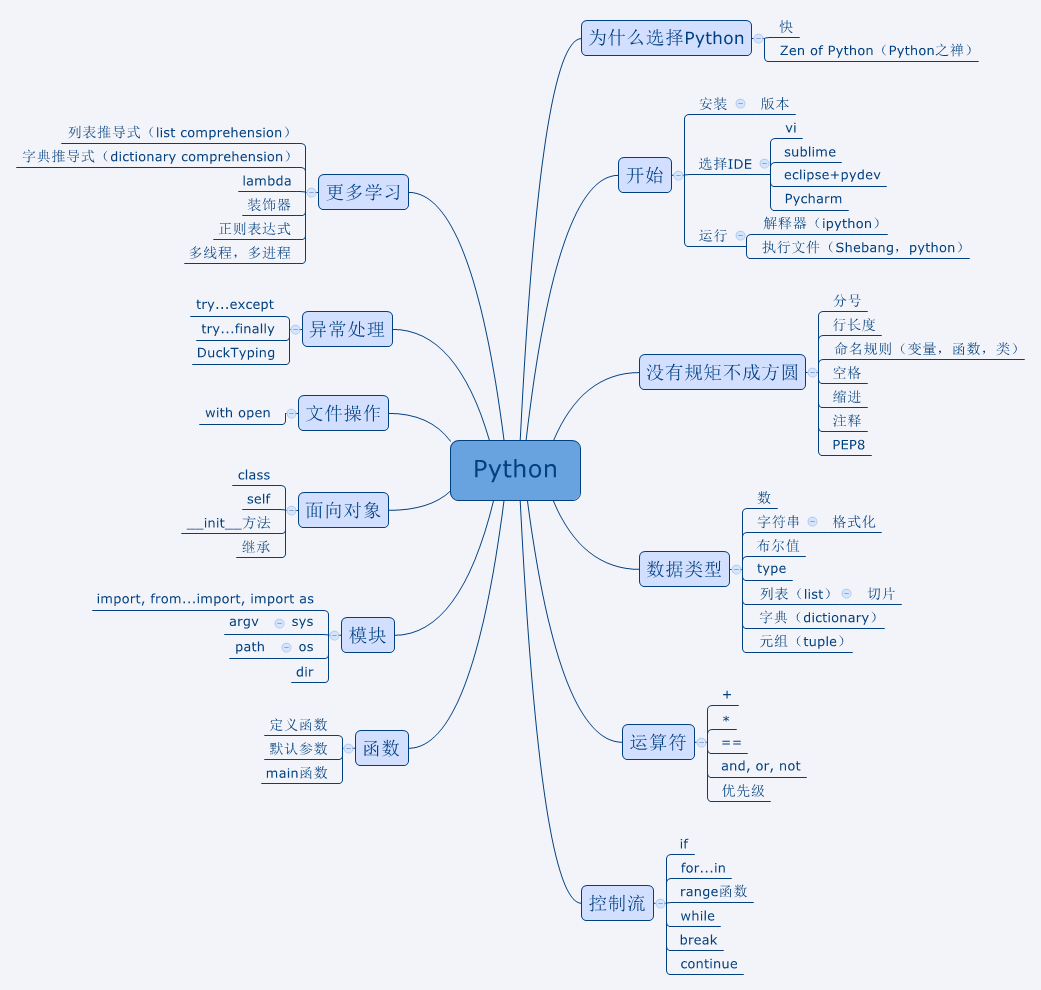 Python
为什么选择Python
快
Zen of Python（Python之禅）
开始
安装
版本
选择IDE
vi
sublime
eclipse+pydev
Pycharm
运行
解释器（ipython）
执行文件（Shebang，python）
没有规矩不成方圆
分号
行长度
命名规则（变量，函数，类）
空格
缩进
注释
PEP8
数据类型
数
字符串
格式化
布尔值
type
列表（list）
切片
字典（dictionary）
元组（tuple）
运算符
+
*
==
and, or, not
优先级
控制流
if
for...in
range函数
while
break
continue
更多学习
列表推导式（list comprehension）
字典推导式（dictionary comprehension）
lambda
装饰器
正则表达式
多线程，多进程
异常处理
try...except
try...finally
DuckTyping
文件操作
with open
面向对象
class
self
__init__方法
继承
模块
import, from...import, import as
argv
sys
path
os
dir
函数
定义函数
默认参数
main函数